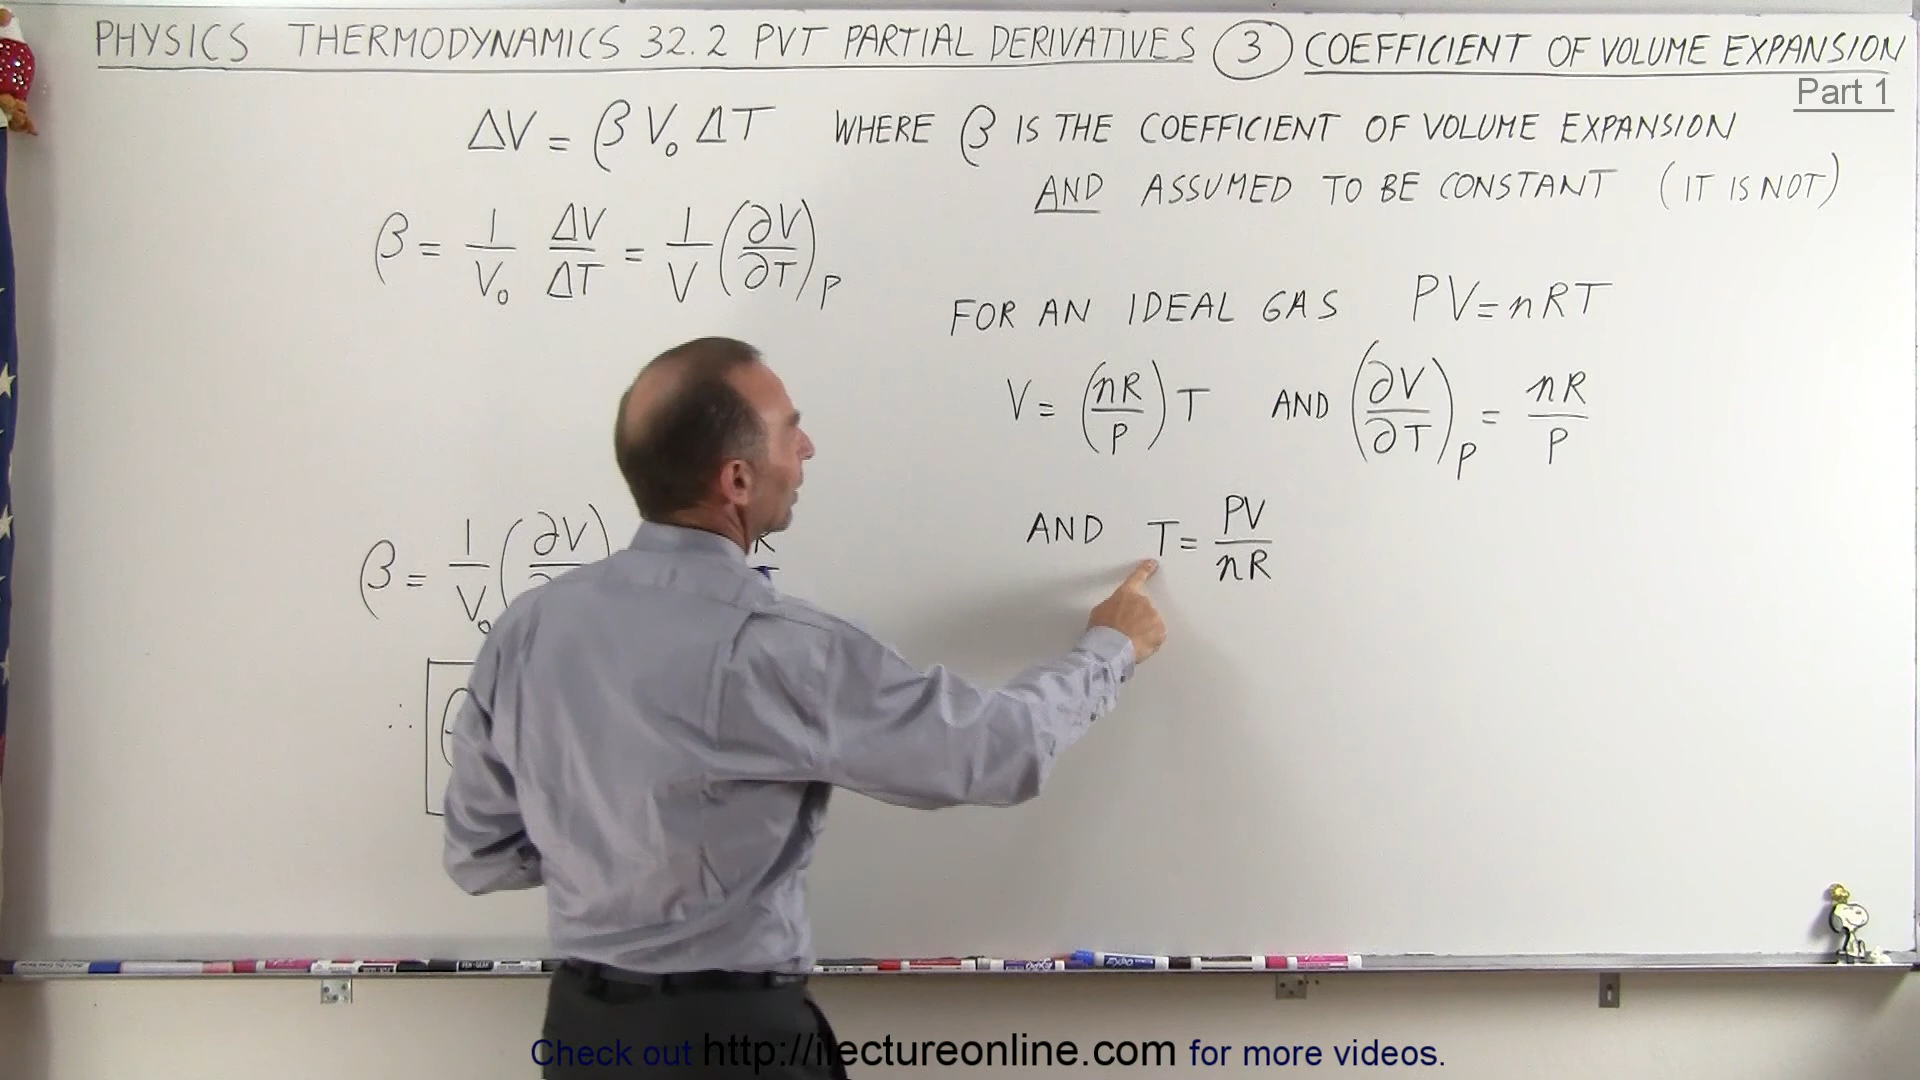 PHYSICS THERMODYNAMICS 32.2 PVT PARTIAL DERIVATIVES ③ COEFFICIENT OF VOLUME EXPANSION
Part 1
ΔV = β V₀ ΔT WHERE β IS THE COEFFICIENT OF VOLUME EXPANSION
AND ASSUMED TO BE CONSTANT (IT IS NOT)
β = 1/V₀ ΔV/ΔT = 1/V (∂V/∂T)_P
FOR AN IDEAL GAS PV = nRT
V = (nR/P) T AND (∂V/∂T)_P = nR/P
AND T = PV/nR
β = 1/V₀ (∂V
∴
Check out http://ilectureonline.com for more videos.